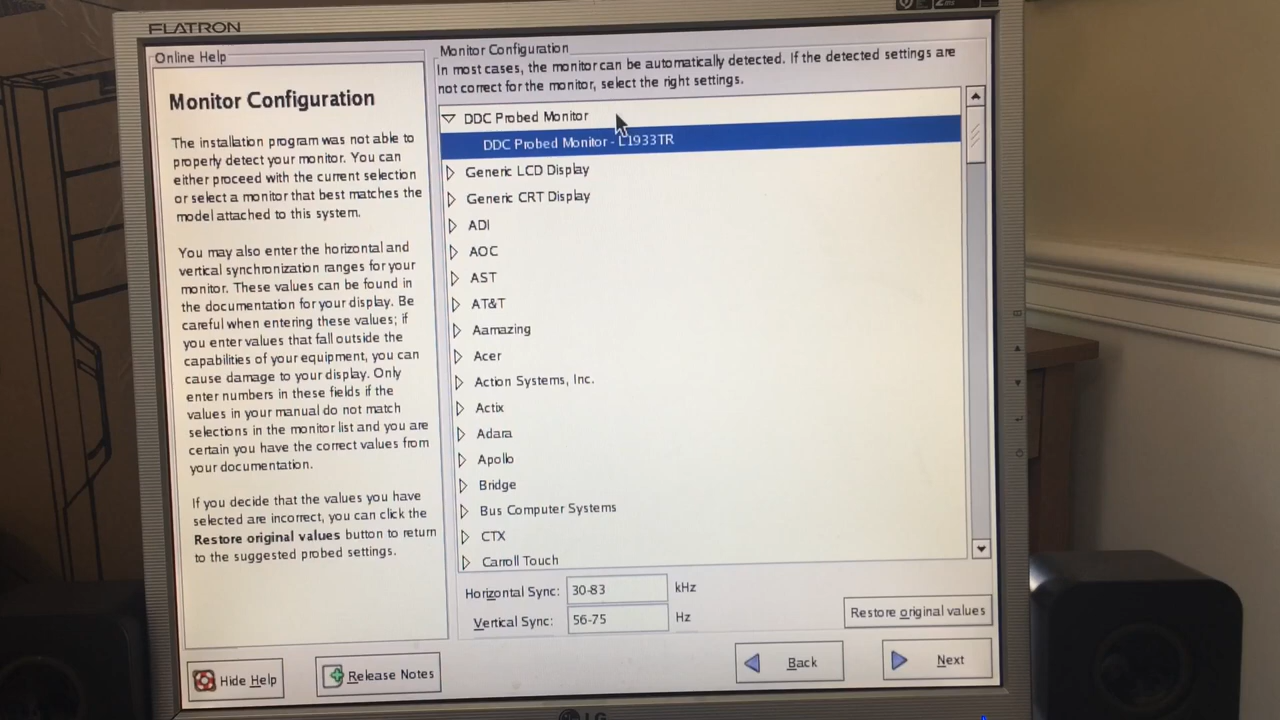 FLATRON
Online Help
Monitor Configuration
The installation program was not able to
properly detect your monitor. You can
either proceed with the current selection
or select a monitor that best matches the
model attached to this system.
You may also enter the horizontal and
vertical synchronization ranges for your
monitor. These values can be found in
the documentation for your display. Be
careful when entering these values; if
you enter values that fall outside the
capabilities of your equipment, you can
cause damage to your display. Only
enter numbers in these fields if the
values in your manual do not match
selections in the monitor list and you are
certain you have the correct values from
your documentation.
If you decide that the values you have
selected are incorrect, you can click the
Restore original values button to return
to the suggested probed settings.
Monitor Configuration
In most cases, the monitor can be automatically detected. If the detected settings are
not correct for the monitor, select the right settings.
DDC Probed Monitor
DDC Probed Monitor - L1933TR
Generic LCD Display
Generic CRT Display
ADI
AOC
AST
AT&T
Aamazing
Acer
Action Systems, Inc.
Actix
Adara
Apollo
Bridge
Bus Computer Systems
CTX
Carroll Touch
Horizontal Sync: 30-83 kHz
Vertical Sync: 56-75 Hz
Restore original values
Hide Help
Release Notes
Back
Next
LG